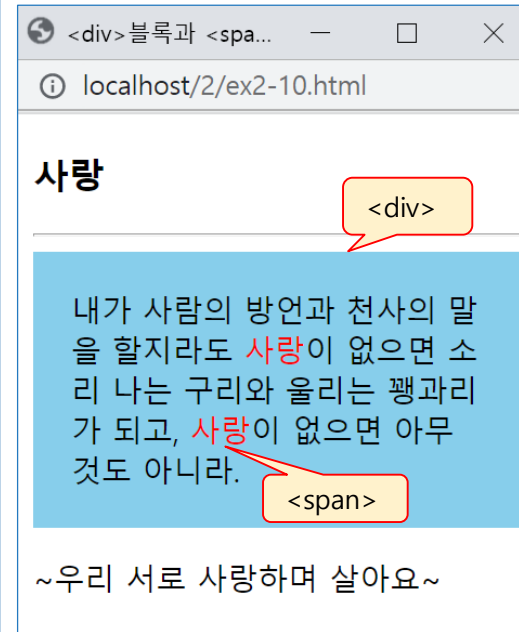 <div>블록과 <spa...
localhost/2/ex2-10.html
사랑
<div>
내가 사람의 방언과 천사의 말
을 할지라도 사랑이 없으면 소
리 나는 구리와 울리는 꽹과리
가 되고, 사랑이 없으면 아무
것도 아니라.
<span>
~우리 서로 사랑하며 살아요~